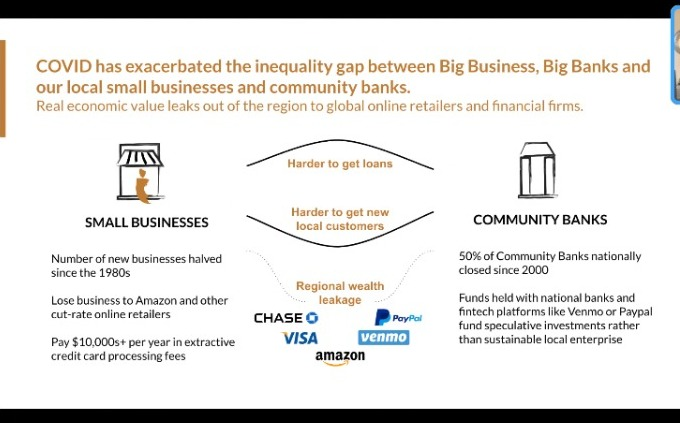 COVID has exacerbated the inequality gap between Big Business, Big Banks and
our local small businesses and community banks.
Real economic value leaks out of the region to global online retailers and financial firms.
SMALL BUSINESSES
Number of new businesses halved
since the 1980s
Lose business to Amazon and other
cut-rate online retailers
Pay $10,000s+ per year in extractive
credit card processing fees
Harder to get loans
Harder to get new
local customers
Regional wealth
leakage
CHASE
PayPal
VISA
venmo
amazon
COMMUNITY BANKS
50% of Community Banks nationally
closed since 2000
Funds held with national banks and
fintech platforms like Venmo or Paypal
fund speculative investments rather
than sustainable local enterprise